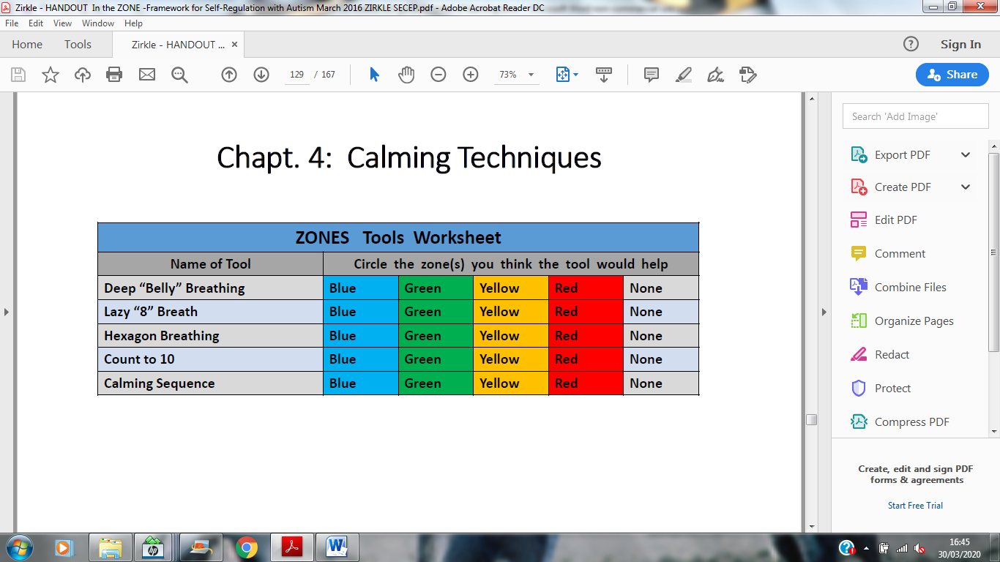 Zirkle - HANDOUT In the ZONE -Framework for Self-Regulation with Autism March 2016 ZIRKLE SECEP.pdf - Adobe Acrobat Reader DC
File Edit View Window Help
Home Tools Zirkle - HANDOUT ... × ? Sign In
129 / 167 73% Share
Chapt. 4: Calming Techniques
ZONES Tools Worksheet
Name of Tool Circle the zone(s) you think the tool would help
Deep “Belly” Breathing Blue Green Yellow Red None
Lazy “8” Breath Blue Green Yellow Red None
Hexagon Breathing Blue Green Yellow Red None
Count to 10 Blue Green Yellow Red None
Calming Sequence Blue Green Yellow Red None
Search 'Add Image'
Export PDF
Create PDF
Edit PDF
Comment
Combine Files
Organize Pages
Redact
Protect
Compress PDF
Create, edit and sign PDF
forms & agreements
Start Free Trial
16:45
30/03/2020